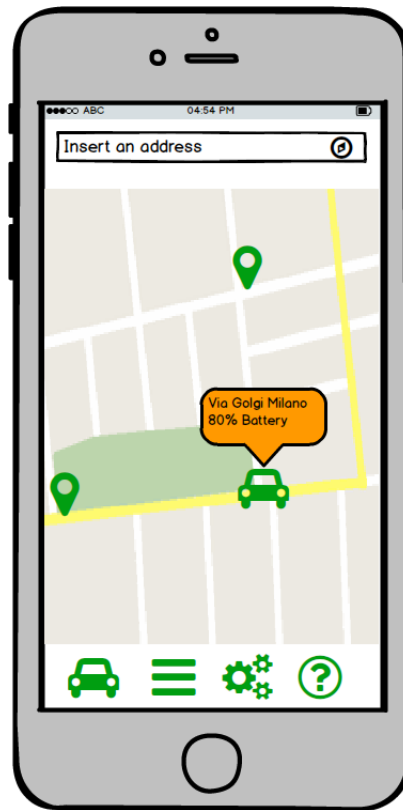 ABC 04:54 PM
Insert an address
Via Golgi Milano
80% Battery
?